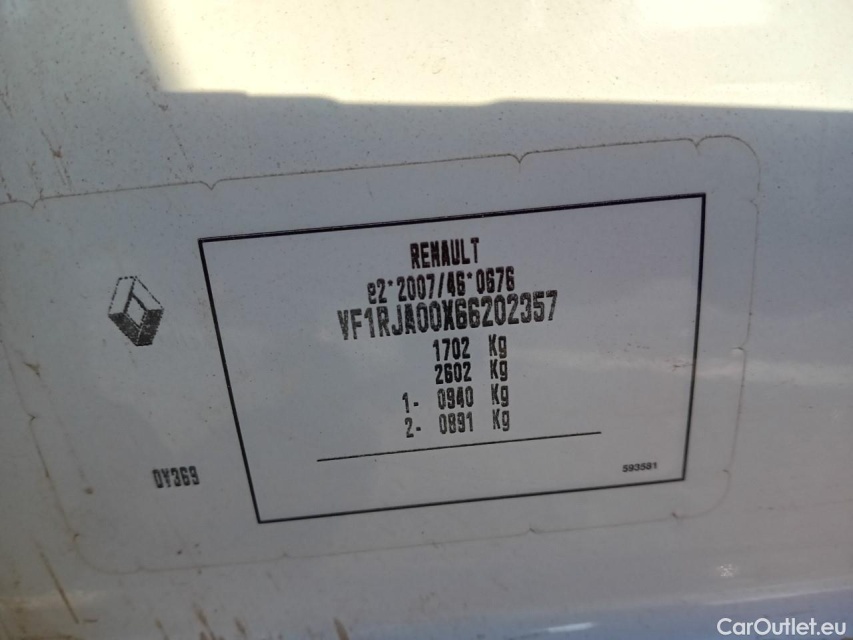 RENAULT
e2*2007/46*0676
VF1RJA00X66202357
1702 Kg
2602 Kg
1- 0940 Kg
2- 0891 Kg
DY369
593581
CarOutlet.eu